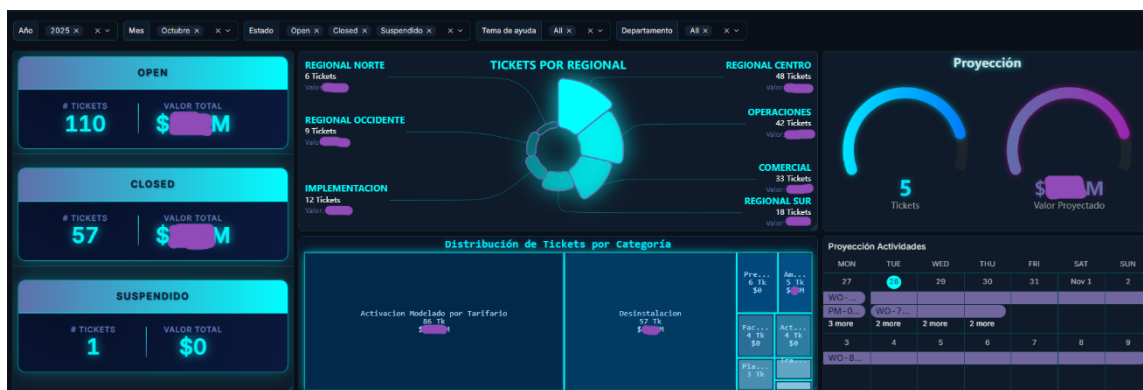 Año 2025 × × Mes Octubre × × Estado Open × Closed × Suspendido × × Tema de ayuda All × × Departamento All × ×
OPEN
# TICKETS VALOR TOTAL
110 $ M
CLOSED
# TICKETS VALOR TOTAL
57 $ M
SUSPENDIDO
# TICKETS VALOR TOTAL
1 $0
TICKETS POR REGIONAL
REGIONAL NORTE
6 Tickets
Valor
REGIONAL OCCIDENTE
9 Tickets
Valo
IMPLEMENTACION
12 Tickets
Valor
REGIONAL CENTRO
48 Tickets
Valor
OPERACIONES
42 Tickets
Valor
COMERCIAL
33 Tickets
Valor
REGIONAL SUR
18 Tickets
Valor
Distribución de Tickets por Categoría
Activacion Modelado por Tarifario
86 Tk
$ M
Desinstalacion
57 Tk
$ M
Pre...
6 Tk
$0
Am...
5 Tk
$ M
Fac...
4 Tk
$0
Act...
4 Tk
$0
Pla...
3 Tk
Proyección
5
Tickets
$ M
Valor Proyectado
Proyección Actividades
MON TUE WED THU FRI SAT SUN
27 28 29 30 31 Nov 1 2
WO-...
PM-0... WO-7...
3 more 2 more 2 more 2 more
3 4 5 6 7 8 9
WO-8...